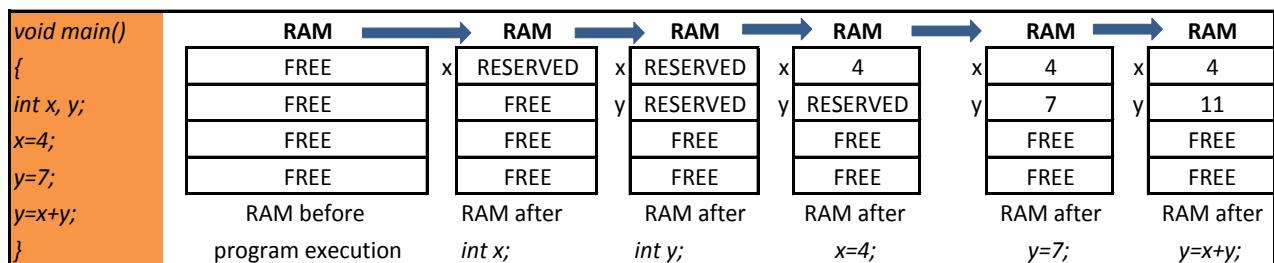 void main() RAM RAM RAM RAM RAM RAM
{ FREE x RESERVED x RESERVED x 4 x 4 x 4
int x, y; FREE FREE y RESERVED y RESERVED y 7 y 11
x=4; FREE FREE FREE FREE FREE FREE
y=7; FREE FREE FREE FREE FREE FREE
y=x+y; RAM before RAM after RAM after RAM after RAM after RAM after
} program execution int x; int y; x=4; y=7; y=x+y;